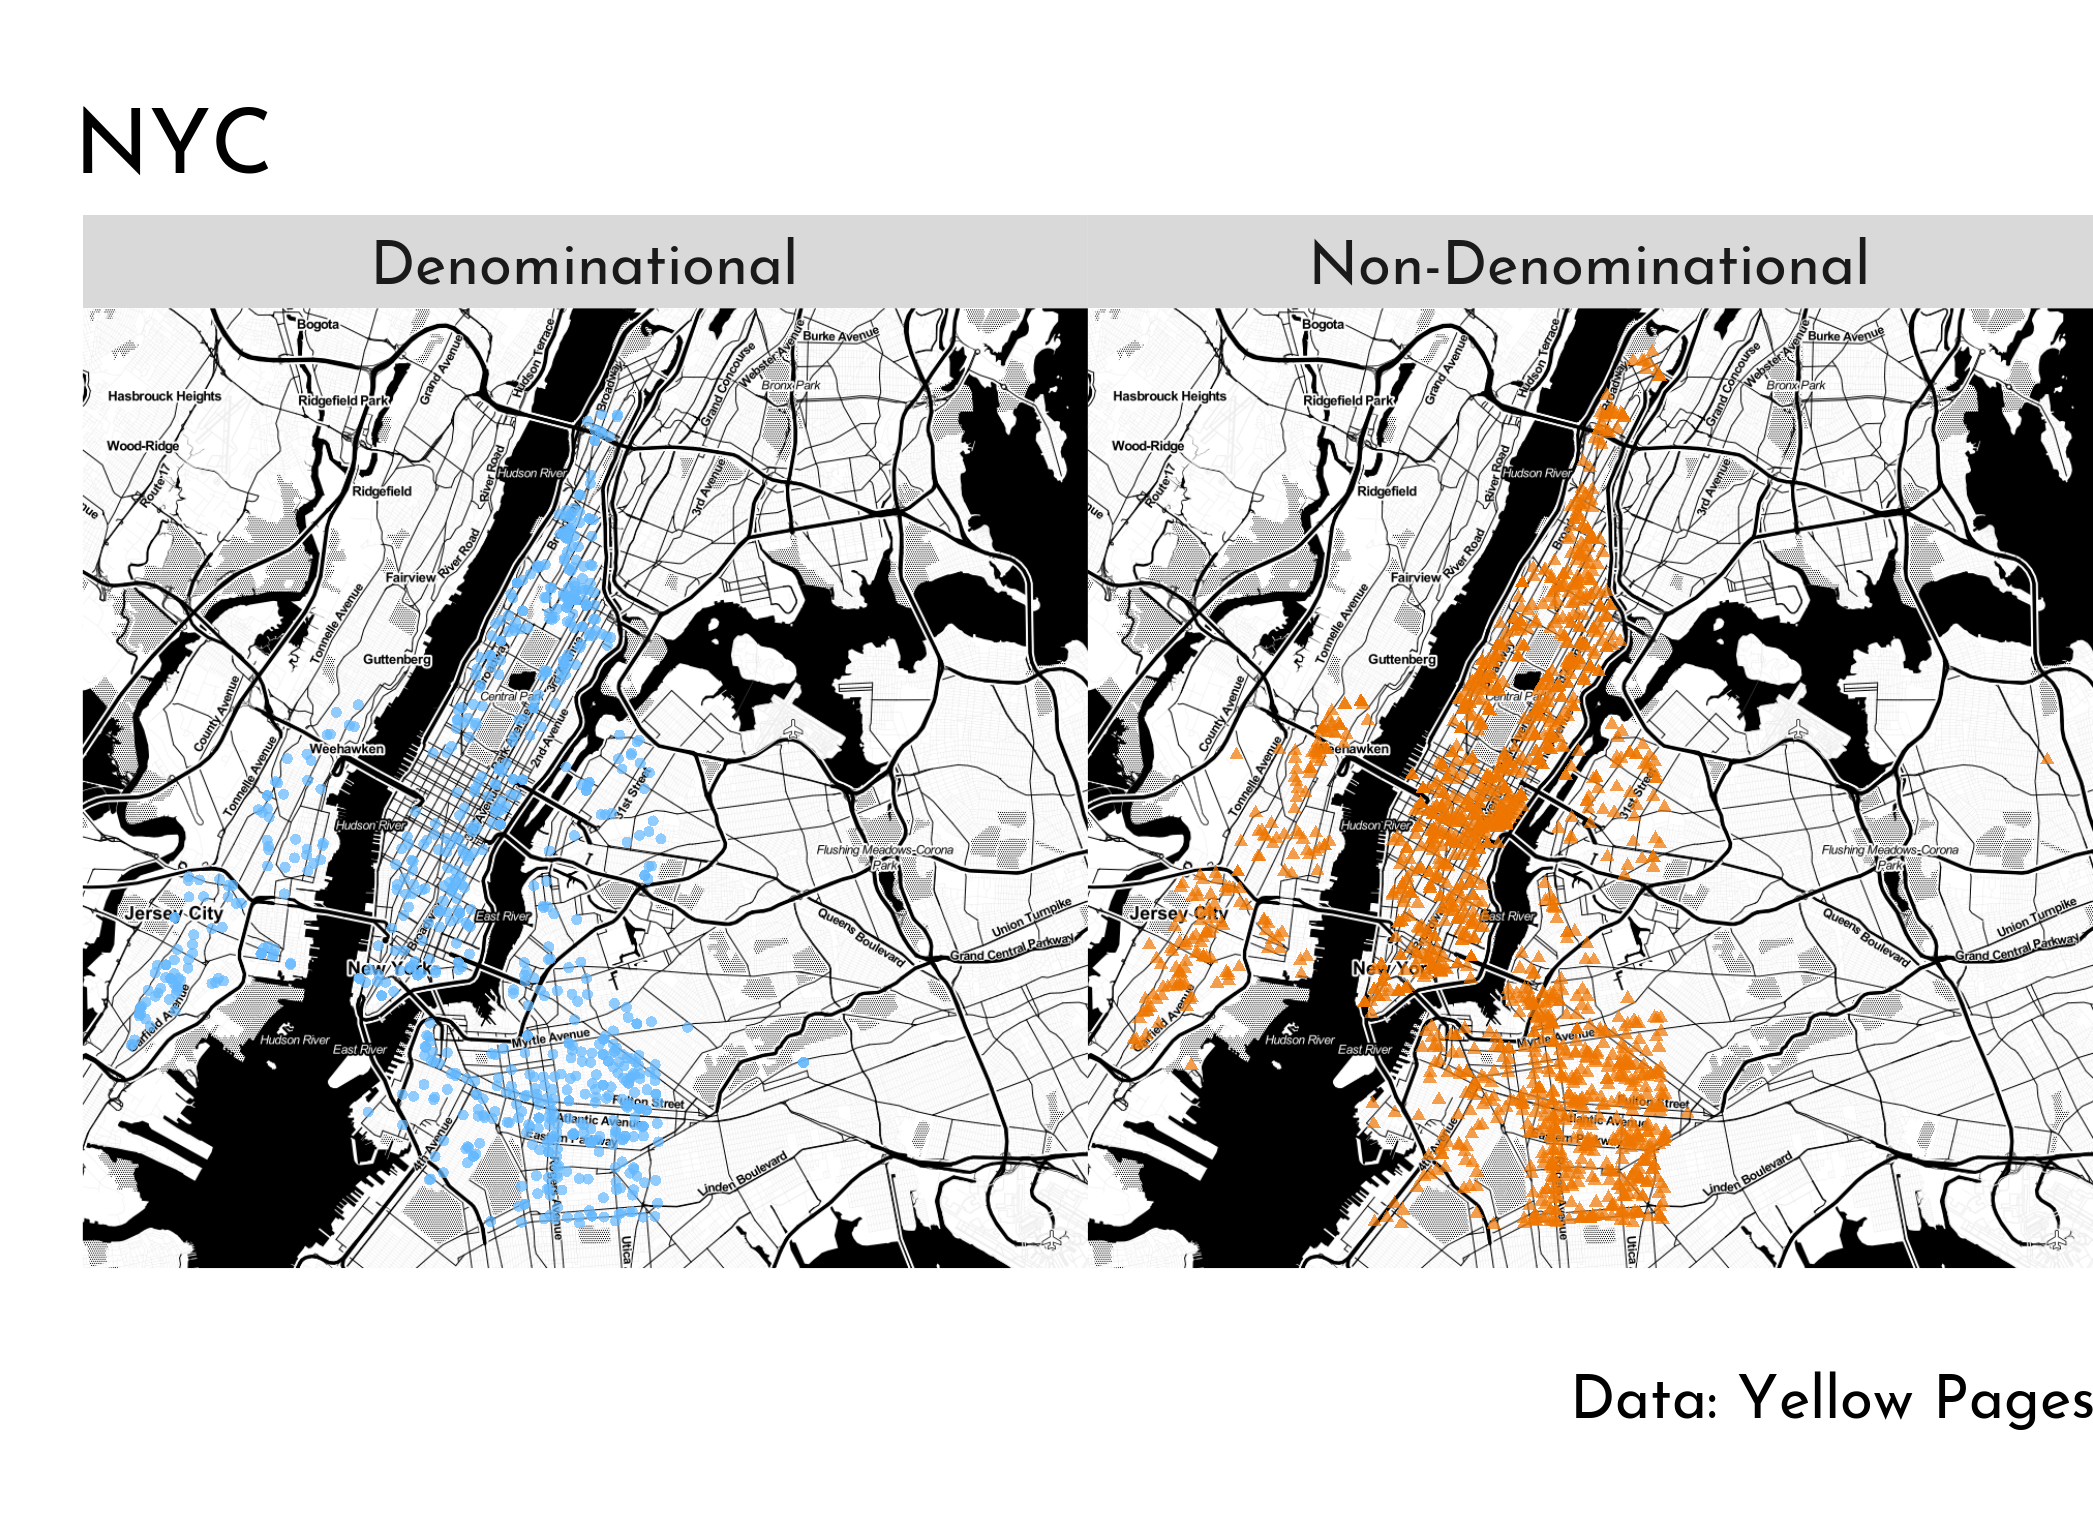 NYC
Denominational
Non-Denominational
Bogota
Burke Avenue
Hudson Terrace
Grand Avenue
Grand Concourse
Webster Avenue
Bronx Park
Broadway
Hasbrouck Heights
Ridgefield Park
Wood-Ridge
Route 17
River Road
Hudson River
3rd Avenue
Ridgefield
nue
Fairview
River Road
Tonnelle Avenue
Guttenberg
Central Park
County Avenue
2nd Avenue
Weehawken
Tonnelle Avenue
31st Street
Hudson River
Flushing Meadows-Corona
Park
Jersey City
East River
Queens Boulevard
Union Turnpike
Grand Central Parkway
New York
Garfield Avenue
Hudson River
East River
Myrtle Avenue
Fulton Street
Atlantic Avenue
Eastern Parkway
4th Avenue
Rogers Avenue
Linden Boulevard
Utica
Bogota
Burke Avenue
Hudson Terrace
Grand Avenue
Grand Concourse
Webster Avenue
Bronx Park
Broadway
Hasbrouck Heights
Ridgefield Park
Wood-Ridge
Route 17
River Road
Hudson River
3rd Avenue
Ridgefield
nue
Fairview
River Road
Tonnelle Avenue
Guttenberg
Central Park
County Avenue
Weehawken
Tonnelle Avenue
31st Street
Hudson River
Flushing Meadows-Corona
Park
Jersey City
East River
Queens Boulevard
Union Turnpike
Grand Central Parkway
New Yor
Garfield Avenue
Hudson River
East River
Myrtle Avenue
Fulton Street
Atlantic Avenue
Linden Boulevard
Utica
Data: Yellow Pages